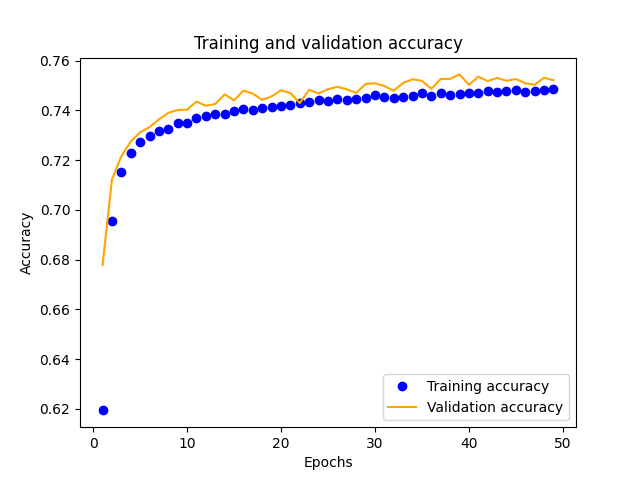 Training and validation accuracy
0.76
0.74
0.72
0.70
0.68
0.66
0.64
0.62
Accuracy
0 10 20 30 40 50
Epochs
Training accuracy
Validation accuracy